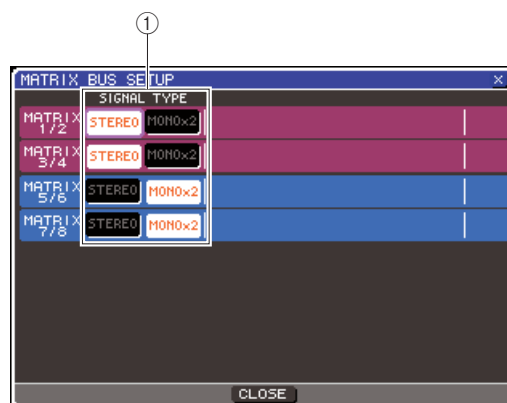 ①
MATRIX BUS SETUP ×
SIGNAL TYPE
MATRIX 1/2 STEREO MONO×2
MATRIX 3/4 STEREO MONO×2
MATRIX 5/6 STEREO MONO×2
MATRIX 7/8 STEREO MONO×2
CLOSE